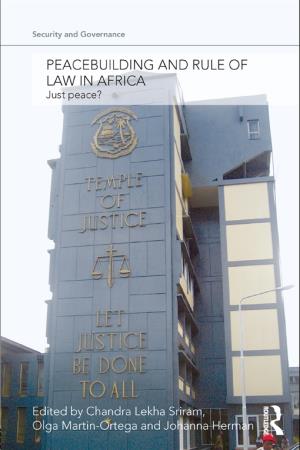 Security and Governance
PEACEBUILDING AND RULE OF
LAW IN AFRICA
Just peace?
TEMPLE
OF
JUSTICE
LET
JUSTICE
BE DONE
TO ALL
Edited by Chandra Lekha Sriram,
Olga Martin-Ortega and Johanna Herman
R
ROUTLEDGE